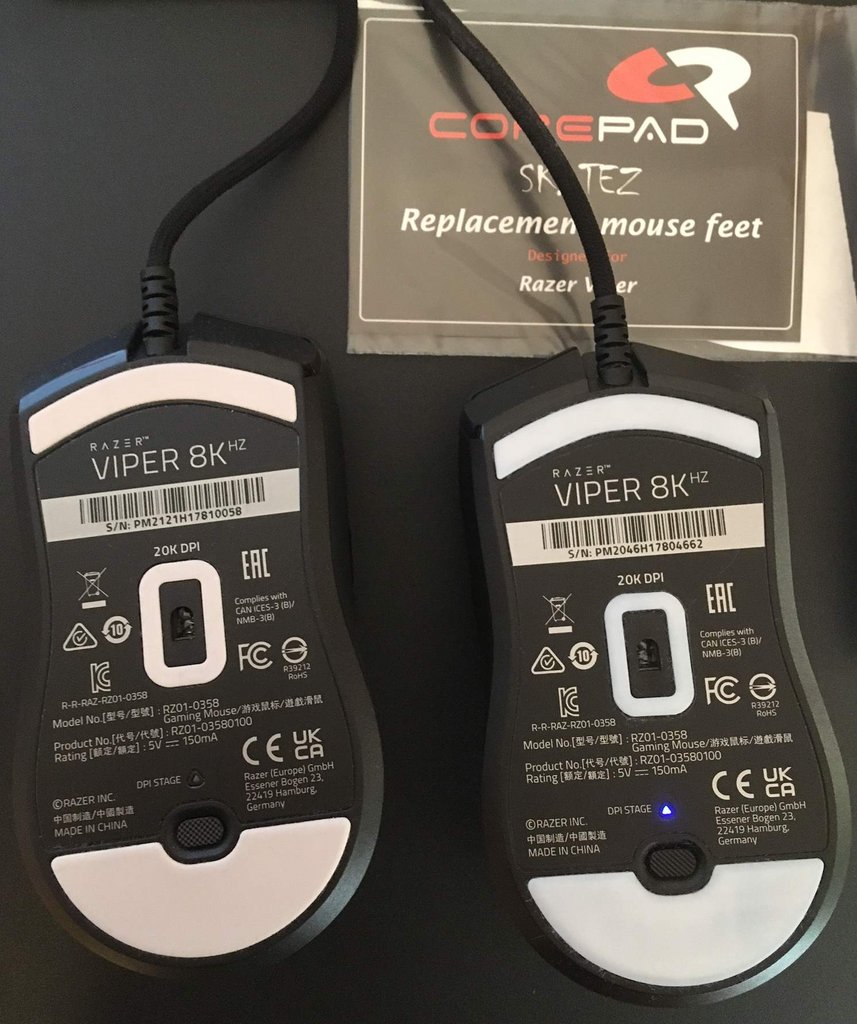 COREPAD
SK TEZ
Replacemen mouse feet
Designe or
Razer V er
RAZER™
VIPER 8K HZ
S/N: PM2121H17810058
20K DPI
EAC
Complies with
CAN ICES-3 (B)/
NMB-3(B)
10
FC
R39212
RoHS
R-R-RAZ-RZ01-0358
Model No.[型号/型號] : RZ01-0358
Gaming Mouse/游戏鼠标/遊戲滑鼠
Product No.[代号/代號] : RZ01-03580100
Rating [額定/额定] : 5V ⎓ 150mA
CE UKCA
DPI STAGE
Razer (Europe) GmbH
Essener Bogen 23,
22419 Hamburg,
Germany
©RAZER INC.
中国制造/中國製造
MADE IN CHINA
RAZER™
VIPER 8K HZ
S/N: PM2046H17804662
20K DPI
EAC
Complies with
CAN ICES-3 (B)/
NMB-3(B)
10
FC
R39212
RoHS
R-R-RAZ-RZ01-0358
Model No.[型号/型號] : RZ01-0358
Gaming Mouse/游戏鼠标/遊戲滑鼠
Product No.[代号/代號] : RZ01-03580100
Rating [額定/额定] : 5V ⎓ 150mA
CE UKCA
DPI STAGE
Razer (Europe) GmbH
Essener Bogen 23,
22419 Hamburg,
Germany
©RAZER INC.
中国制造/中國製造
MADE IN CHINA